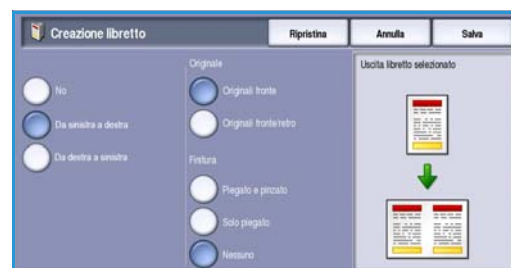 Creazione libretto
Ripristina
Annulla
Salva
No
Da sinistra a destra
Da destra a sinistra
Originale
Originali fronte
Originali fronte/retro
Finitura
Piegato e pinzato
Solo piegato
Nessuno
Uscita libretto selezionato